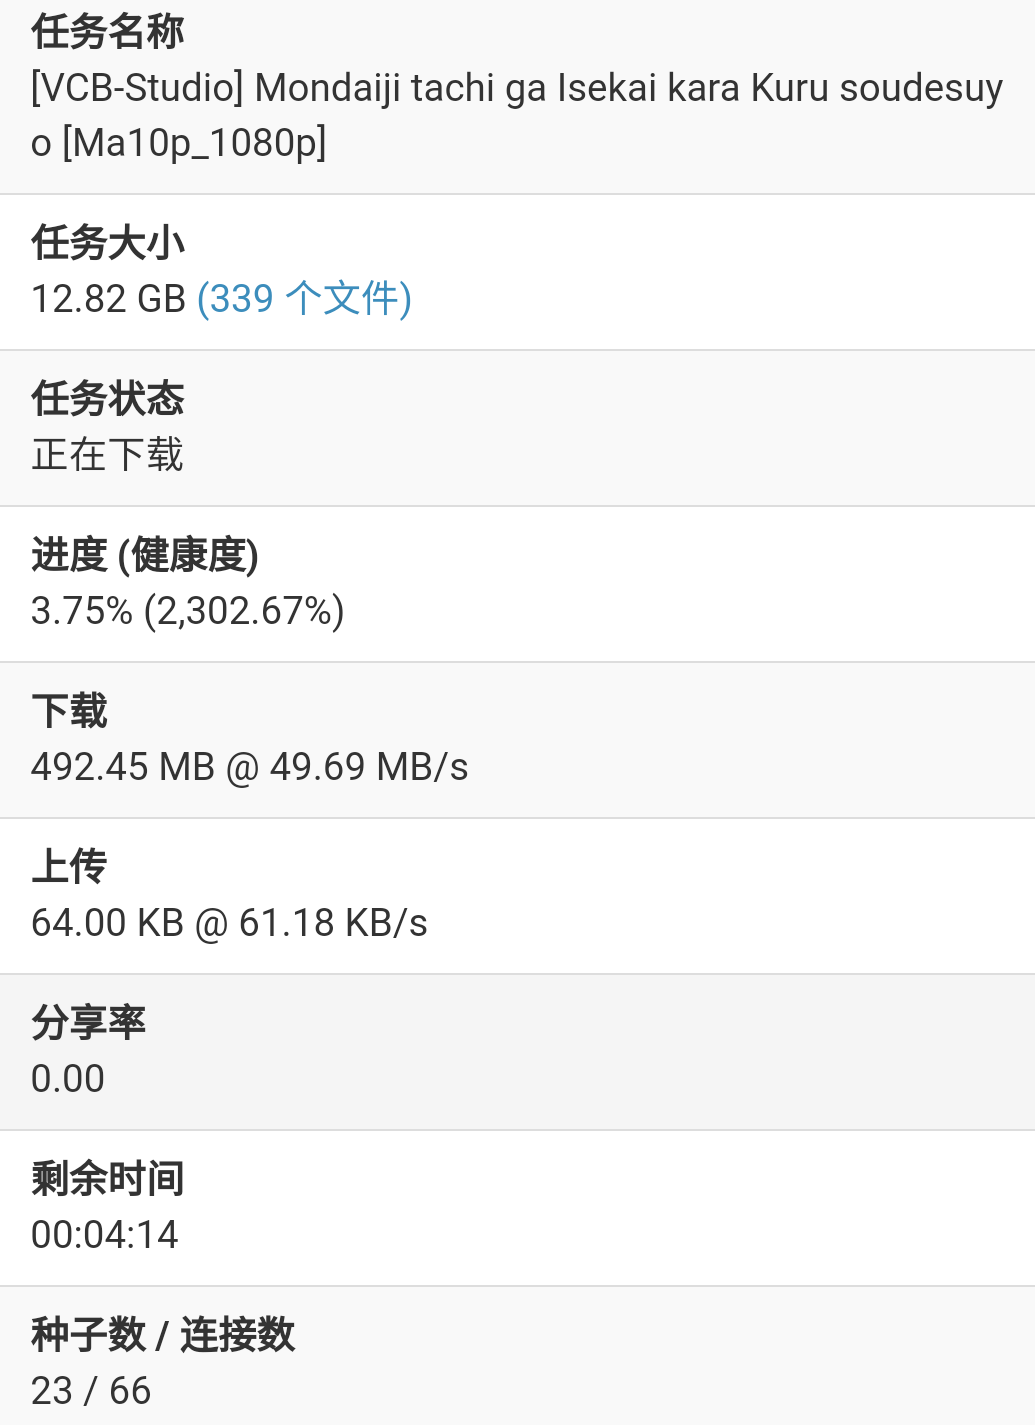 任务名称
[VCB-Studio] Mondaiji tachi ga Isekai kara Kuru soudesuy
o [Ma10p_1080p]
任务大小
12.82 GB (339 个文件)
任务状态
正在下载
进度 (健康度)
3.75% (2,302.67%)
下载
492.45 MB @ 49.69 MB/s
上传
64.00 KB @ 61.18 KB/s
分享率
0.00
剩余时间
00:04:14
种子数 / 连接数
23 / 66